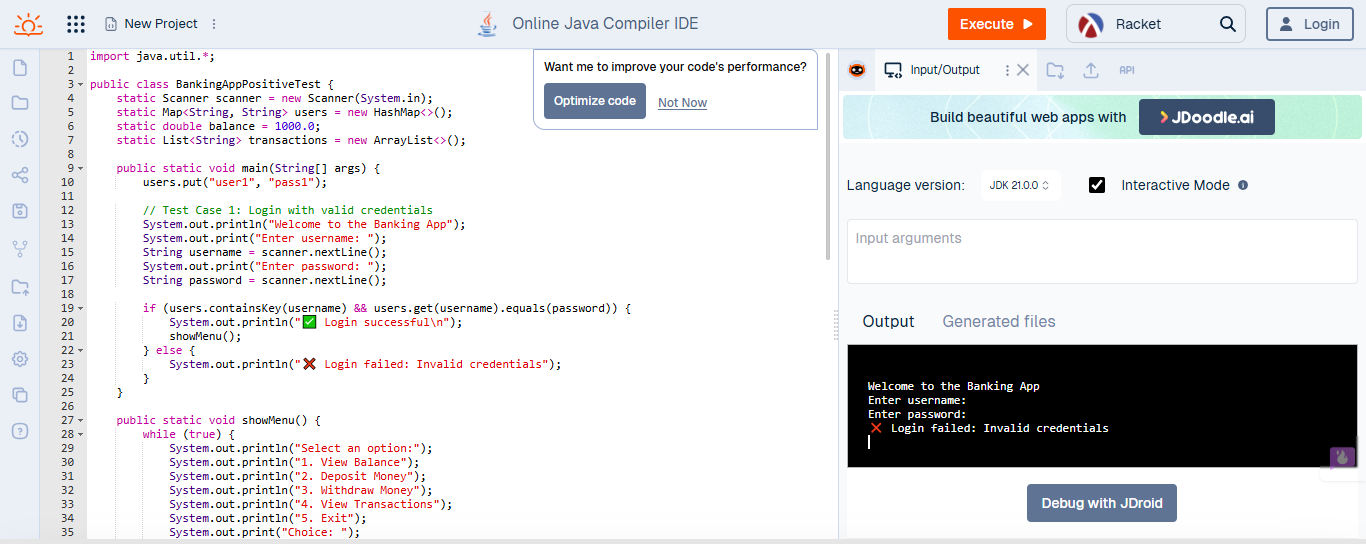 New Project
Online Java Compiler IDE
Execute
Racket
Login
1 import java.util.*;
2
3 public class BankingAppPositiveTest {
4     static Scanner scanner = new Scanner(System.in);
5     static Map<String, String> users = new HashMap<>();
6     static double balance = 1000.0;
7     static List<String> transactions = new ArrayList<>();
8
9     public static void main(String[] args) {
10         users.put("user1", "pass1");
11
12         // Test Case 1: Login with valid credentials
13         System.out.println("Welcome to the Banking App");
14         System.out.print("Enter username: ");
15         String username = scanner.nextLine();
16         System.out.print("Enter password: ");
17         String password = scanner.nextLine();
18
19         if (users.containsKey(username) && users.get(username).equals(password)) {
20             System.out.println("✅ Login successful\n");
21             showMenu();
22         } else {
23             System.out.println("❌ Login failed: Invalid credentials");
24         }
25     }
26
27     public static void showMenu() {
28         while (true) {
29             System.out.println("Select an option:");
30             System.out.println("1. View Balance");
31             System.out.println("2. Deposit Money");
32             System.out.println("3. Withdraw Money");
33             System.out.println("4. View Transactions");
34             System.out.println("5. Exit");
35             System.out.print("Choice: ");
Want me to improve your code's performance?
Optimize code
Not Now
Input/Output
API
Build beautiful web apps with
JDoodle.ai
Language version:
JDK 21.0.0
Interactive Mode
Input arguments
Output
Generated files
Welcome to the Banking App
Enter username:
Enter password:
❌ Login failed: Invalid credentials
Debug with JDroid